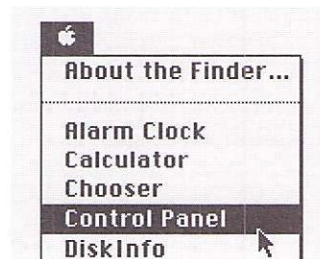 About the Finder...
Alarm Clock
Calculator
Chooser
Control Panel
DiskInfo